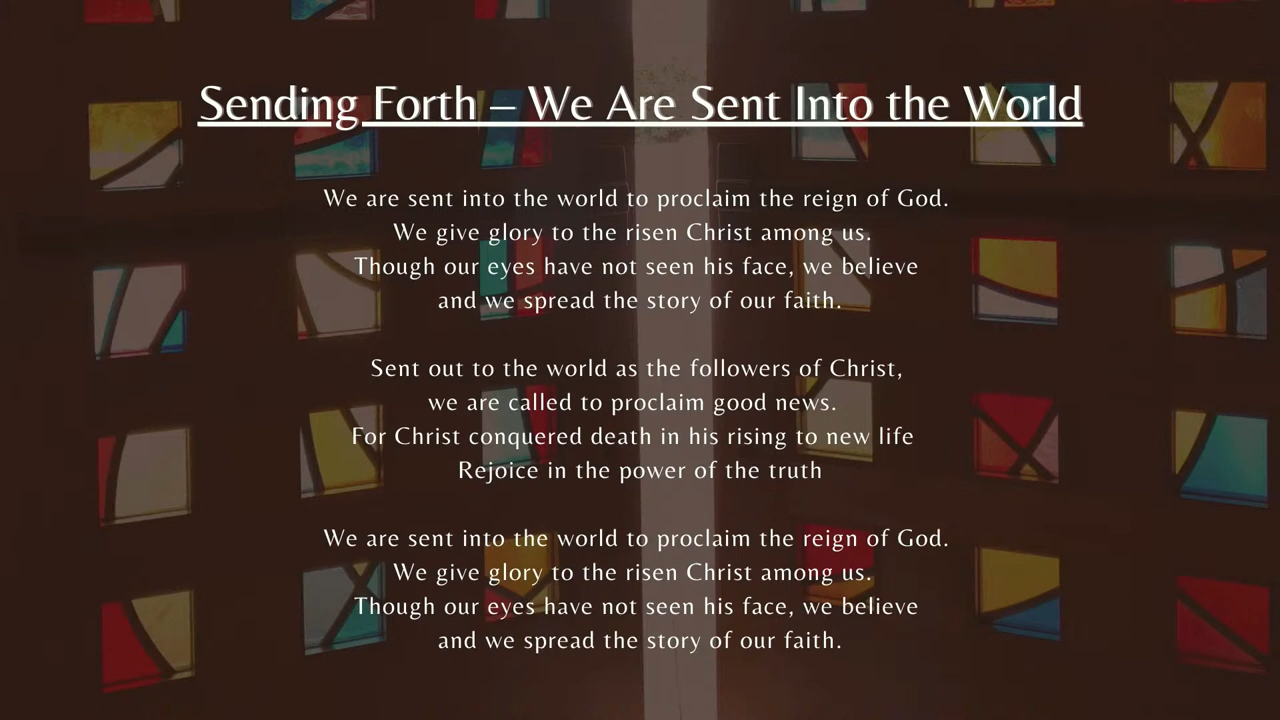 Sending Forth – We Are Sent Into the World
We are sent into the world to proclaim the reign of God.
We give glory to the risen Christ among us.
Though our eyes have not seen his face, we believe
and we spread the story of our faith.
Sent out to the world as the followers of Christ,
we are called to proclaim good news.
For Christ conquered death in his rising to new life
Rejoice in the power of the truth
We are sent into the world to proclaim the reign of God.
We give glory to the risen Christ among us.
Though our eyes have not seen his face, we believe
and we spread the story of our faith.